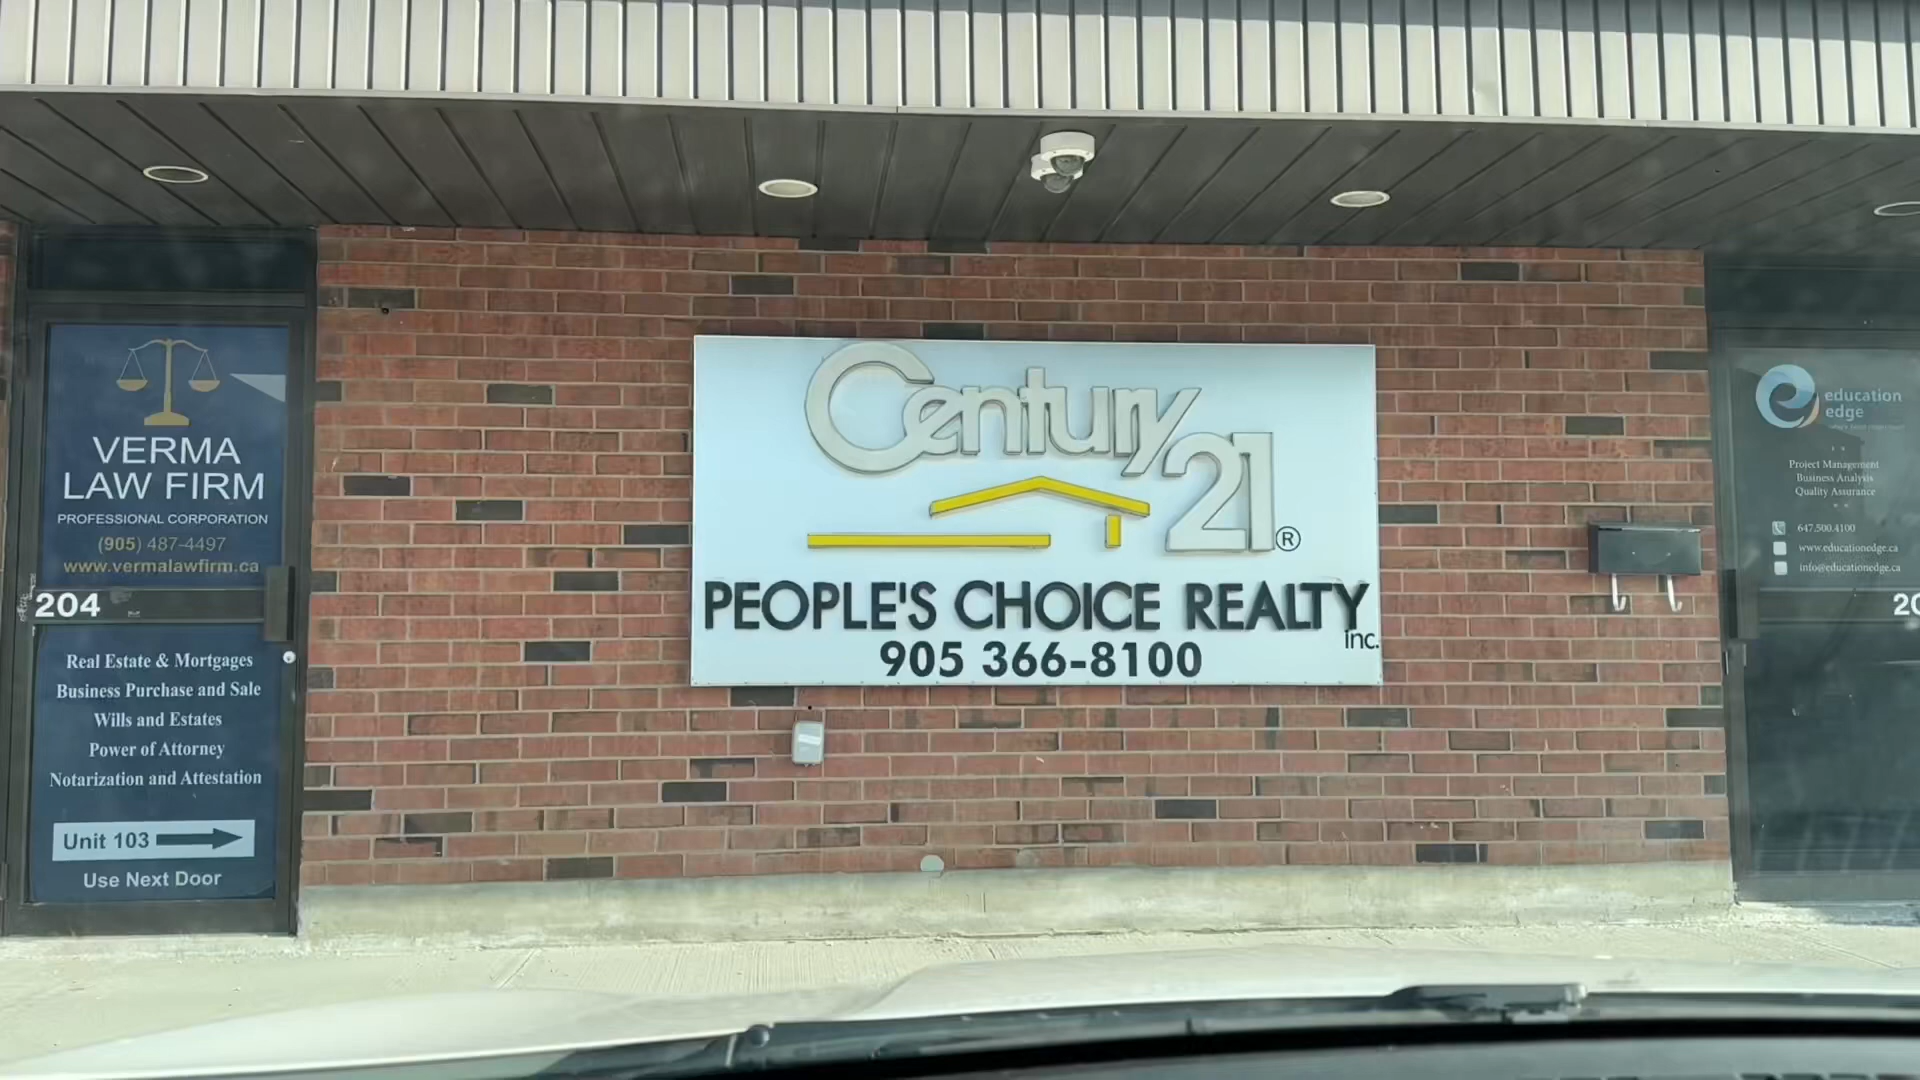 VERMA
LAW FIRM
PROFESSIONAL CORPORATION
(905) 487-4497
www.vermalawfirm.ca
204
Real Estate & Mortgages
Business Purchase and Sale
Wills and Estates
Power of Attorney
Notarization and Attestation
Unit 103
Use Next Door
Century 21®
PEOPLE'S CHOICE REALTY
inc.
905 366-8100
education
edge
Project Management
Business Analysis
Quality Assurance
647.500.4100
www.educationedge.ca
info@educationedge.ca
20